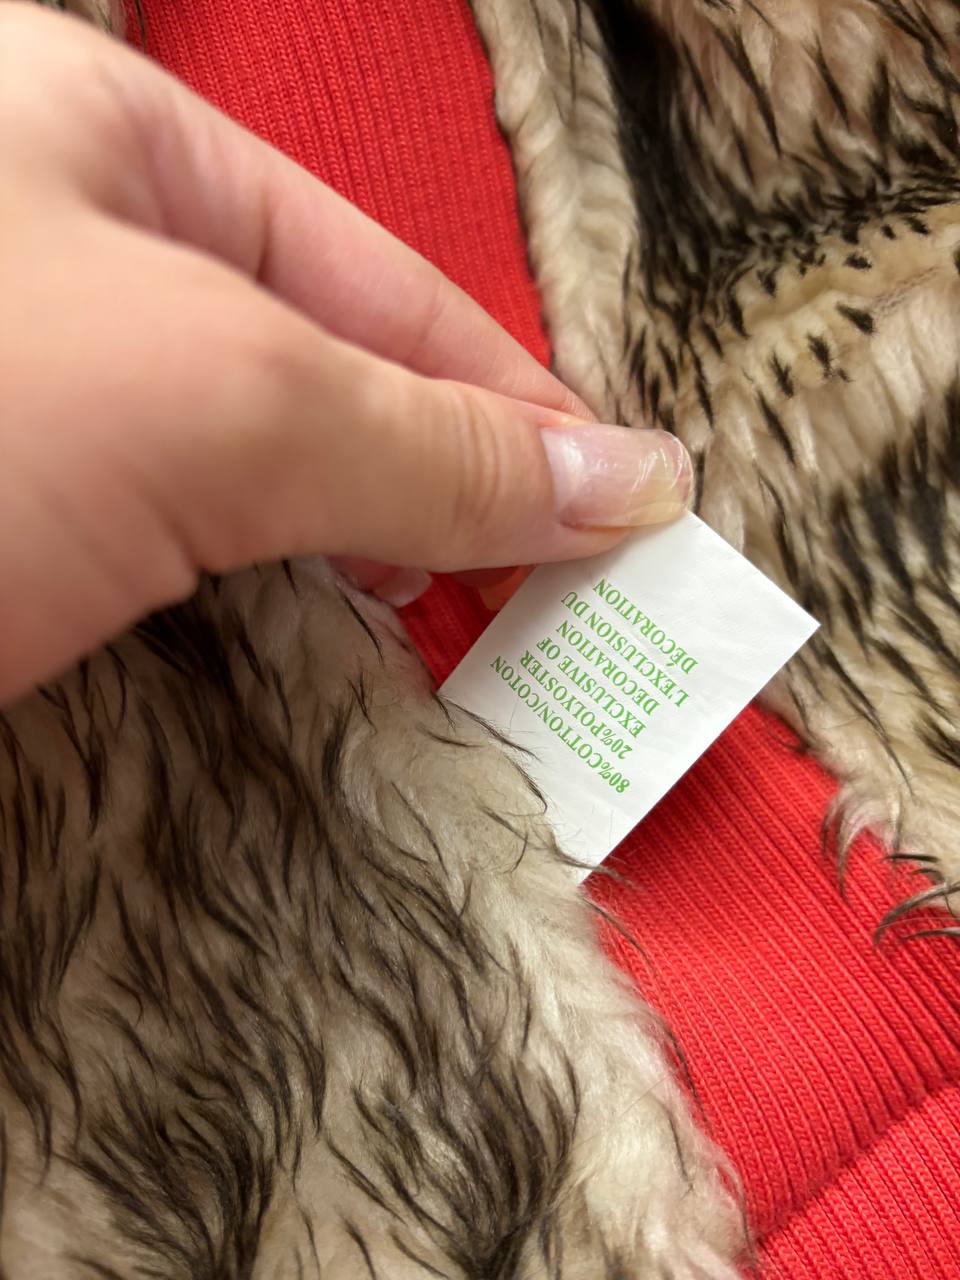 80%COTTON/COTON
20%POLYOSTER
EXCLUSIVE OF
DECORATION
L'EXCLUSION DU
DÉCORATION